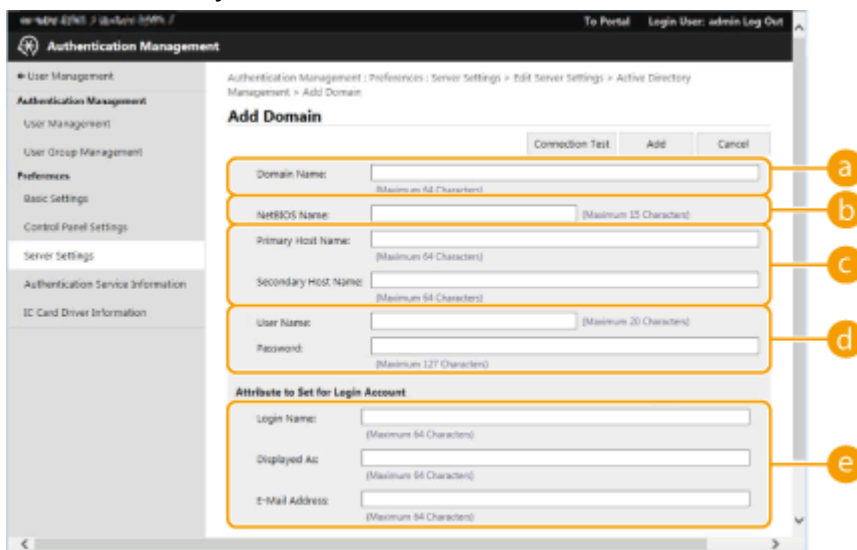 To Portal Login User: admin Log Out
Authentication Management
User Management
Authentication Management
User Management
User Group Management
Preferences
Basic Settings
Control Panel Settings
Server Settings
Authentication Service Information
IC Card Driver Information
Authentication Management : Preferences : Server Settings > Edit Server Settings > Active Directory
Management > Add Domain
Add Domain
Connection Test Add Cancel
Domain Name:
(Maximum 64 Characters)
a
NetBIOS Name: (Maximum 15 Characters)
b
Primary Host Name:
(Maximum 64 Characters)
Secondary Host Name:
(Maximum 64 Characters)
c
User Name: (Maximum 20 Characters)
Password:
(Maximum 127 Characters)
d
Attribute to Set for Login Account
Login Name:
(Maximum 64 Characters)
Displayed As:
(Maximum 64 Characters)
E-Mail Address:
(Maximum 64 Characters)
e